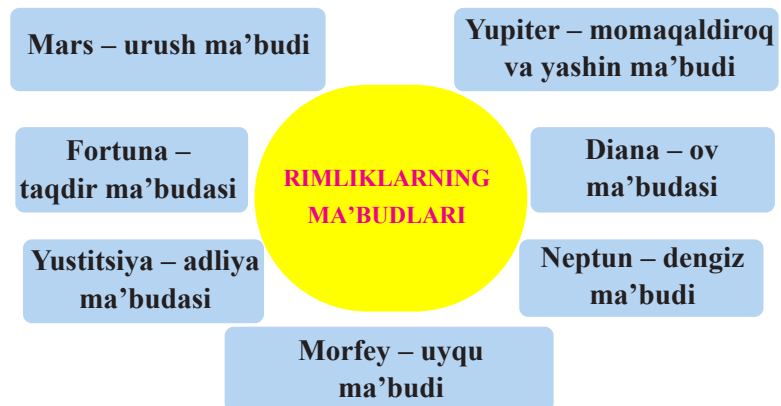 Mars – urush ma’budi
Yupiter – momaqaldiroq
va yashin ma’budi
Fortuna –
taqdir ma’budasi
RIMLIKLARNING
MA’BUDLARI
Diana – ov
ma’budasi
Yustitsiya – adliya
ma’budasi
Neptun – dengiz
ma’budi
Morfey – uyqu
ma’budi